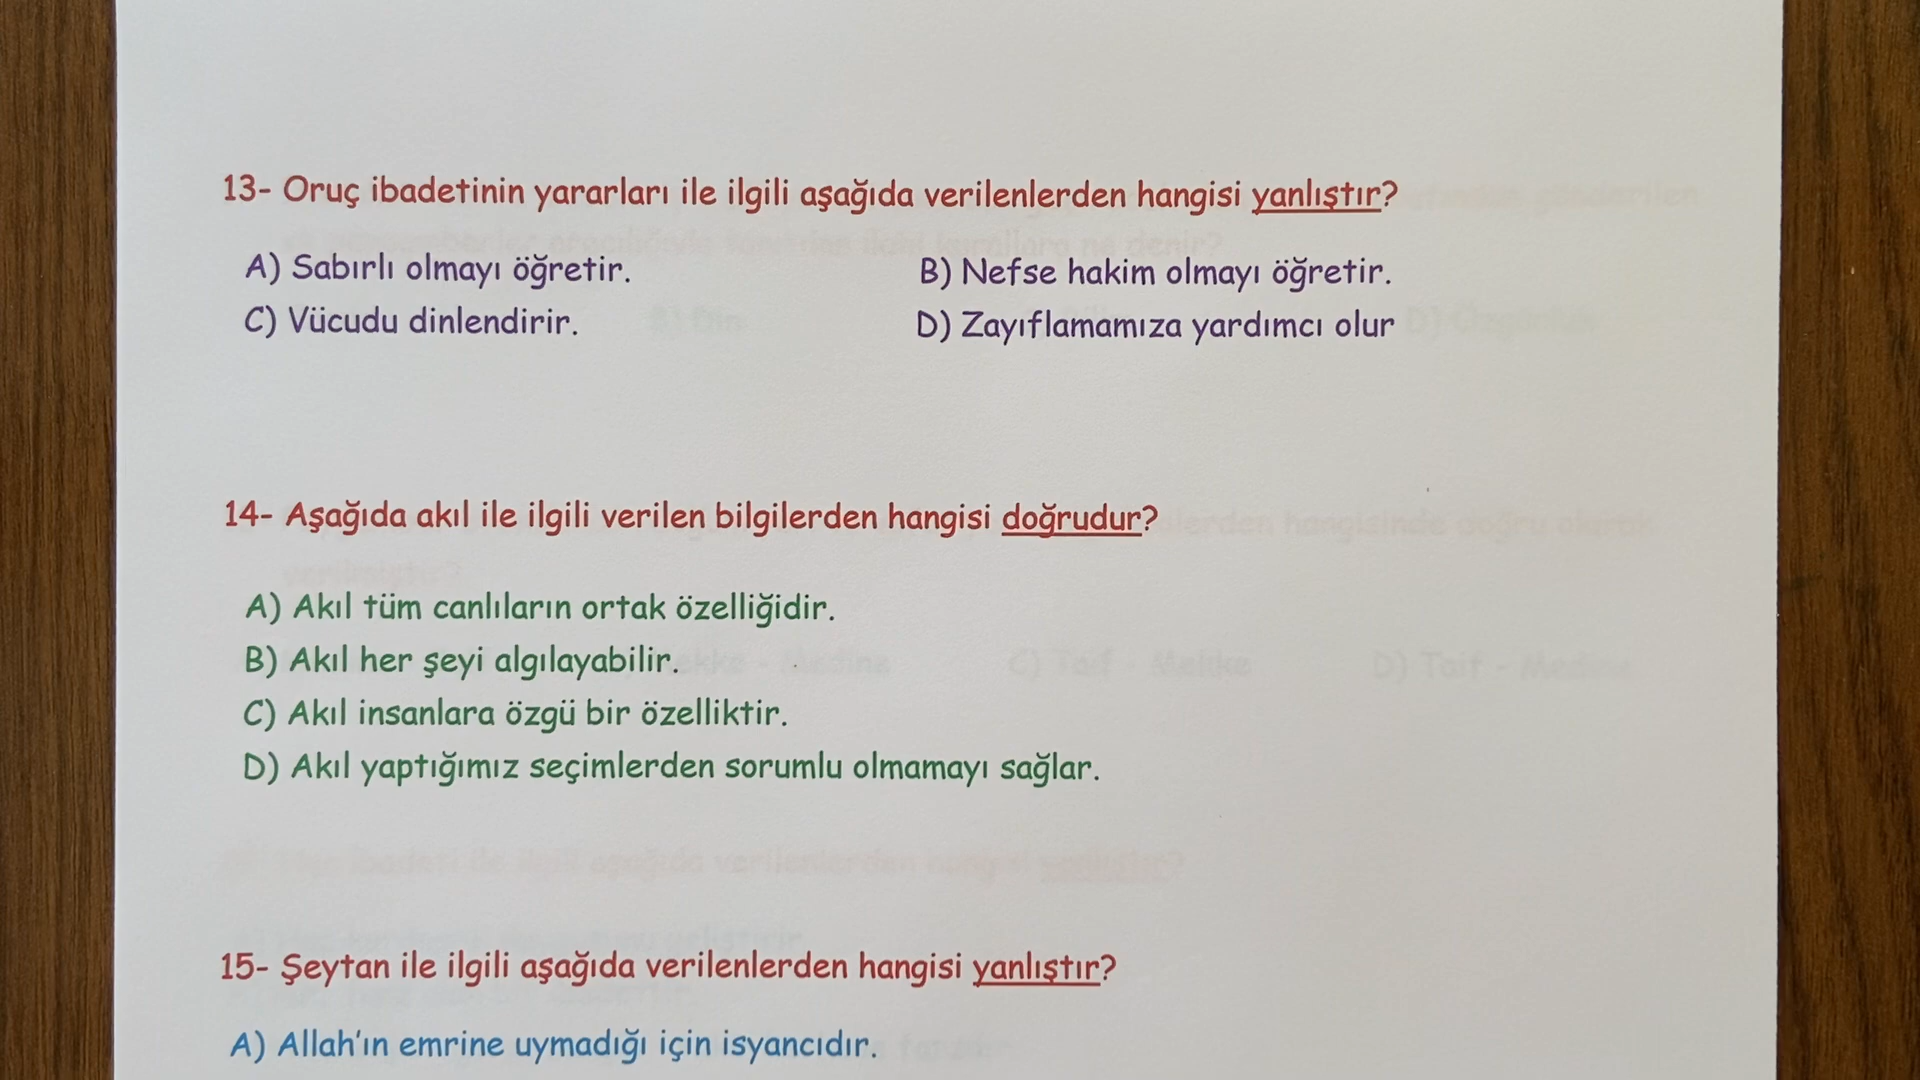 13- Oruç ibadetinin yararları ile ilgili aşağıda verilenlerden hangisi yanlıştır?
A) Sabırlı olmayı öğretir.
B) Nefse hakim olmayı öğretir.
C) Vücudu dinlendirir.
D) Zayıflamamıza yardımcı olur
14- Aşağıda akıl ile ilgili verilen bilgilerden hangisi doğrudur?
A) Akıl tüm canlıların ortak özelliğidir.
B) Akıl her şeyi algılayabilir.
C) Akıl insanlara özgü bir özelliktir.
D) Akıl yaptığımız seçimlerden sorumlu olmamayı sağlar.
15- Şeytan ile ilgili aşağıda verilenlerden hangisi yanlıştır?
A) Allah'ın emrine uymadığı için isyancıdır.